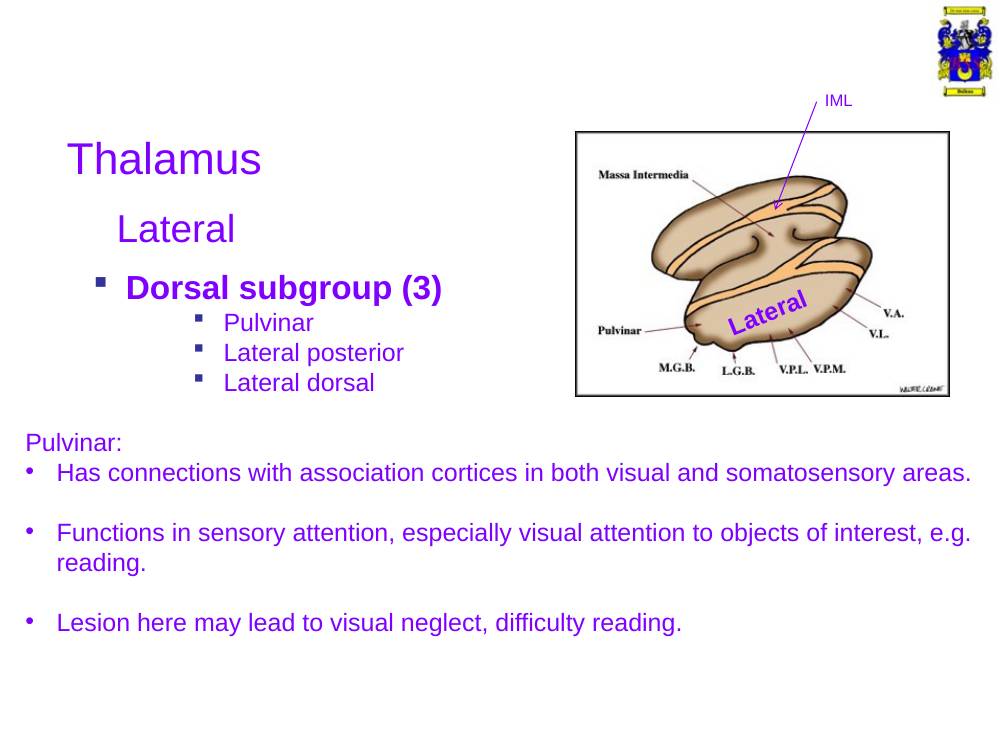 IML
Thalamus
Lateral
▪ Dorsal subgroup (3)
▪ Pulvinar
▪ Lateral posterior
▪ Lateral dorsal
Massa Intermedia
Lateral
Pulvinar
V.A.
V.L.
M.G.B. L.G.B. V.P.L. V.P.M.
WALTER CRANE
Pulvinar:
• Has connections with association cortices in both visual and somatosensory areas.
• Functions in sensory attention, especially visual attention to objects of interest, e.g.
reading.
• Lesion here may lead to visual neglect, difficulty reading.